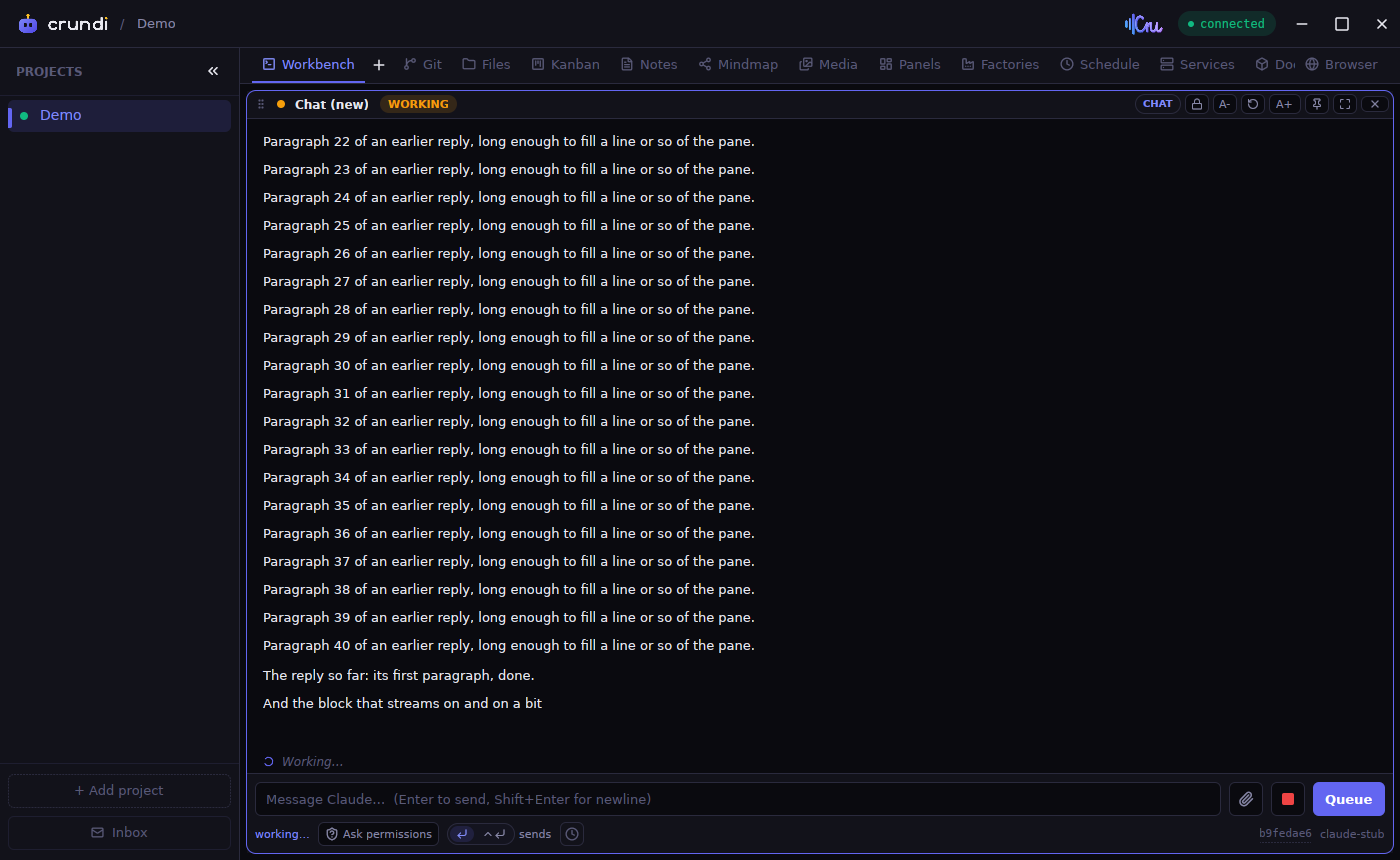 crundi / Demo
Cru
connected
PROJECTS
Workbench
Git
Files
Kanban
Notes
Mindmap
Media
Panels
Factories
Schedule
Services
Doc
Browser
Demo
Chat (new) WORKING
CHAT
A-
A+
Paragraph 22 of an earlier reply, long enough to fill a line or so of the pane.
Paragraph 23 of an earlier reply, long enough to fill a line or so of the pane.
Paragraph 24 of an earlier reply, long enough to fill a line or so of the pane.
Paragraph 25 of an earlier reply, long enough to fill a line or so of the pane.
Paragraph 26 of an earlier reply, long enough to fill a line or so of the pane.
Paragraph 27 of an earlier reply, long enough to fill a line or so of the pane.
Paragraph 28 of an earlier reply, long enough to fill a line or so of the pane.
Paragraph 29 of an earlier reply, long enough to fill a line or so of the pane.
Paragraph 30 of an earlier reply, long enough to fill a line or so of the pane.
Paragraph 31 of an earlier reply, long enough to fill a line or so of the pane.
Paragraph 32 of an earlier reply, long enough to fill a line or so of the pane.
Paragraph 33 of an earlier reply, long enough to fill a line or so of the pane.
Paragraph 34 of an earlier reply, long enough to fill a line or so of the pane.
Paragraph 35 of an earlier reply, long enough to fill a line or so of the pane.
Paragraph 36 of an earlier reply, long enough to fill a line or so of the pane.
Paragraph 37 of an earlier reply, long enough to fill a line or so of the pane.
Paragraph 38 of an earlier reply, long enough to fill a line or so of the pane.
Paragraph 39 of an earlier reply, long enough to fill a line or so of the pane.
Paragraph 40 of an earlier reply, long enough to fill a line or so of the pane.
The reply so far: its first paragraph, done.
And the block that streams on and on a bit
Working...
+ Add project
Inbox
Message Claude... (Enter to send, Shift+Enter for newline)
Queue
working...
Ask permissions
sends
b9fedae6
claude-stub